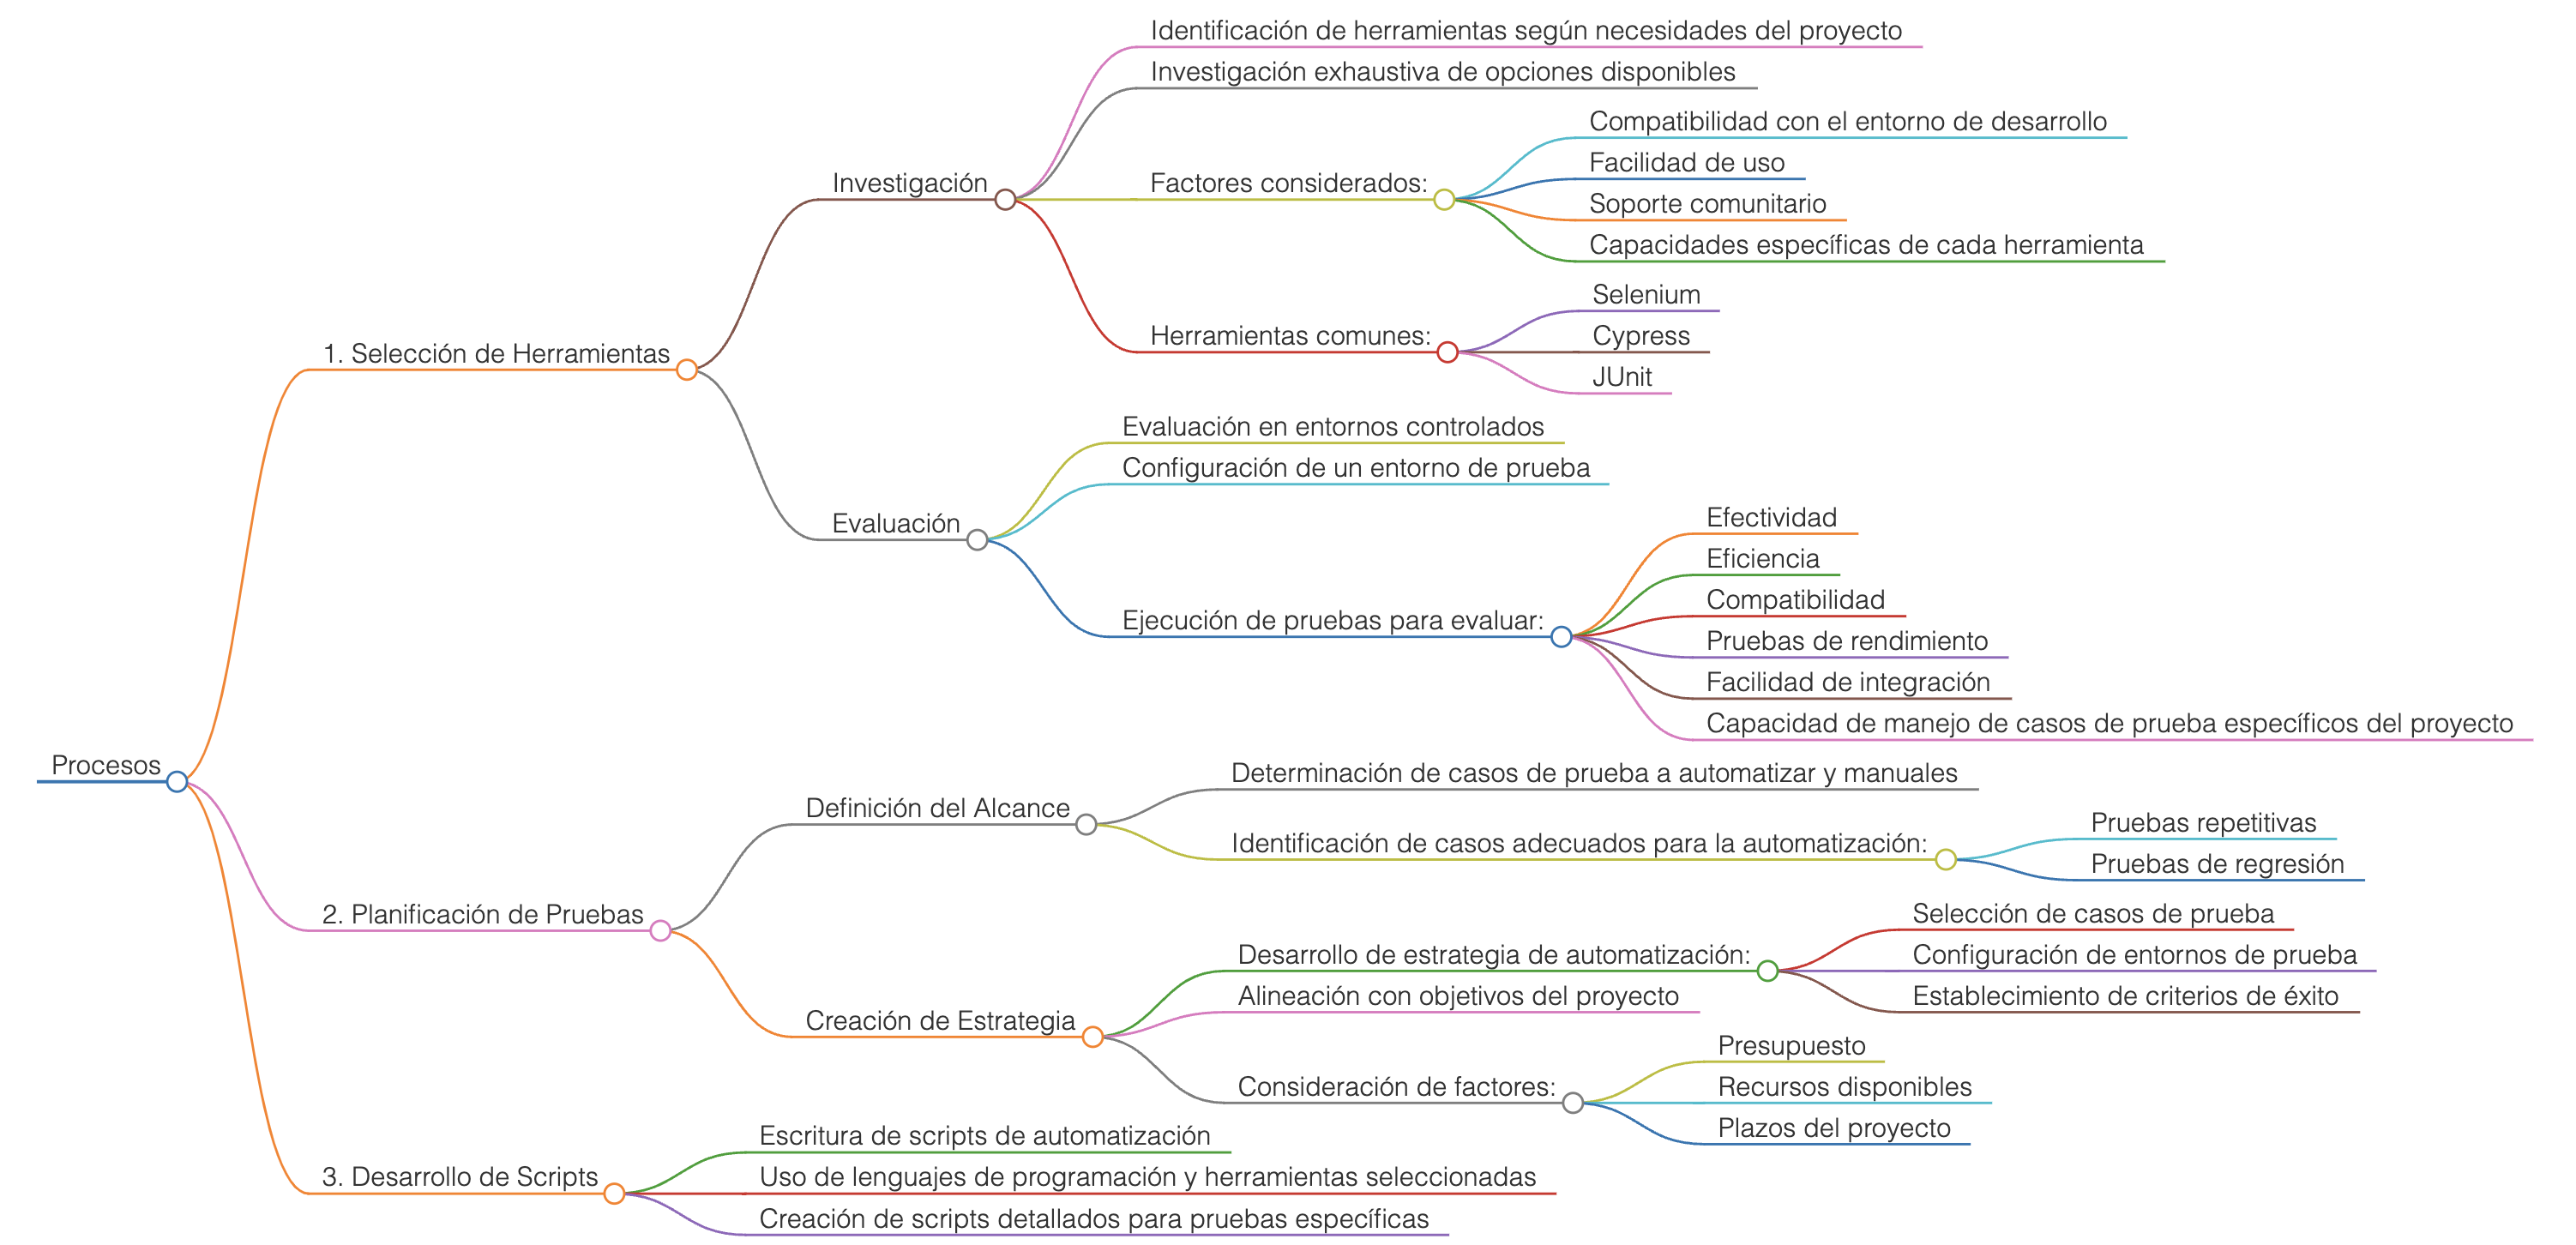 Procesos
1. Selección de Herramientas
Investigación
Identificación de herramientas según necesidades del proyecto
Investigación exhaustiva de opciones disponibles
Factores considerados:
Compatibilidad con el entorno de desarrollo
Facilidad de uso
Soporte comunitario
Capacidades específicas de cada herramienta
Herramientas comunes:
Selenium
Cypress
JUnit
Evaluación
Evaluación en entornos controlados
Configuración de un entorno de prueba
Ejecución de pruebas para evaluar:
Efectividad
Eficiencia
Compatibilidad
Pruebas de rendimiento
Facilidad de integración
Capacidad de manejo de casos de prueba específicos del proyecto
2. Planificación de Pruebas
Definición del Alcance
Determinación de casos de prueba a automatizar y manuales
Identificación de casos adecuados para la automatización:
Pruebas repetitivas
Pruebas de regresión
Creación de Estrategia
Desarrollo de estrategia de automatización:
Selección de casos de prueba
Configuración de entornos de prueba
Establecimiento de criterios de éxito
Alineación con objetivos del proyecto
Consideración de factores:
Presupuesto
Recursos disponibles
Plazos del proyecto
3. Desarrollo de Scripts
Escritura de scripts de automatización
Uso de lenguajes de programación y herramientas seleccionadas
Creación de scripts detallados para pruebas específicas